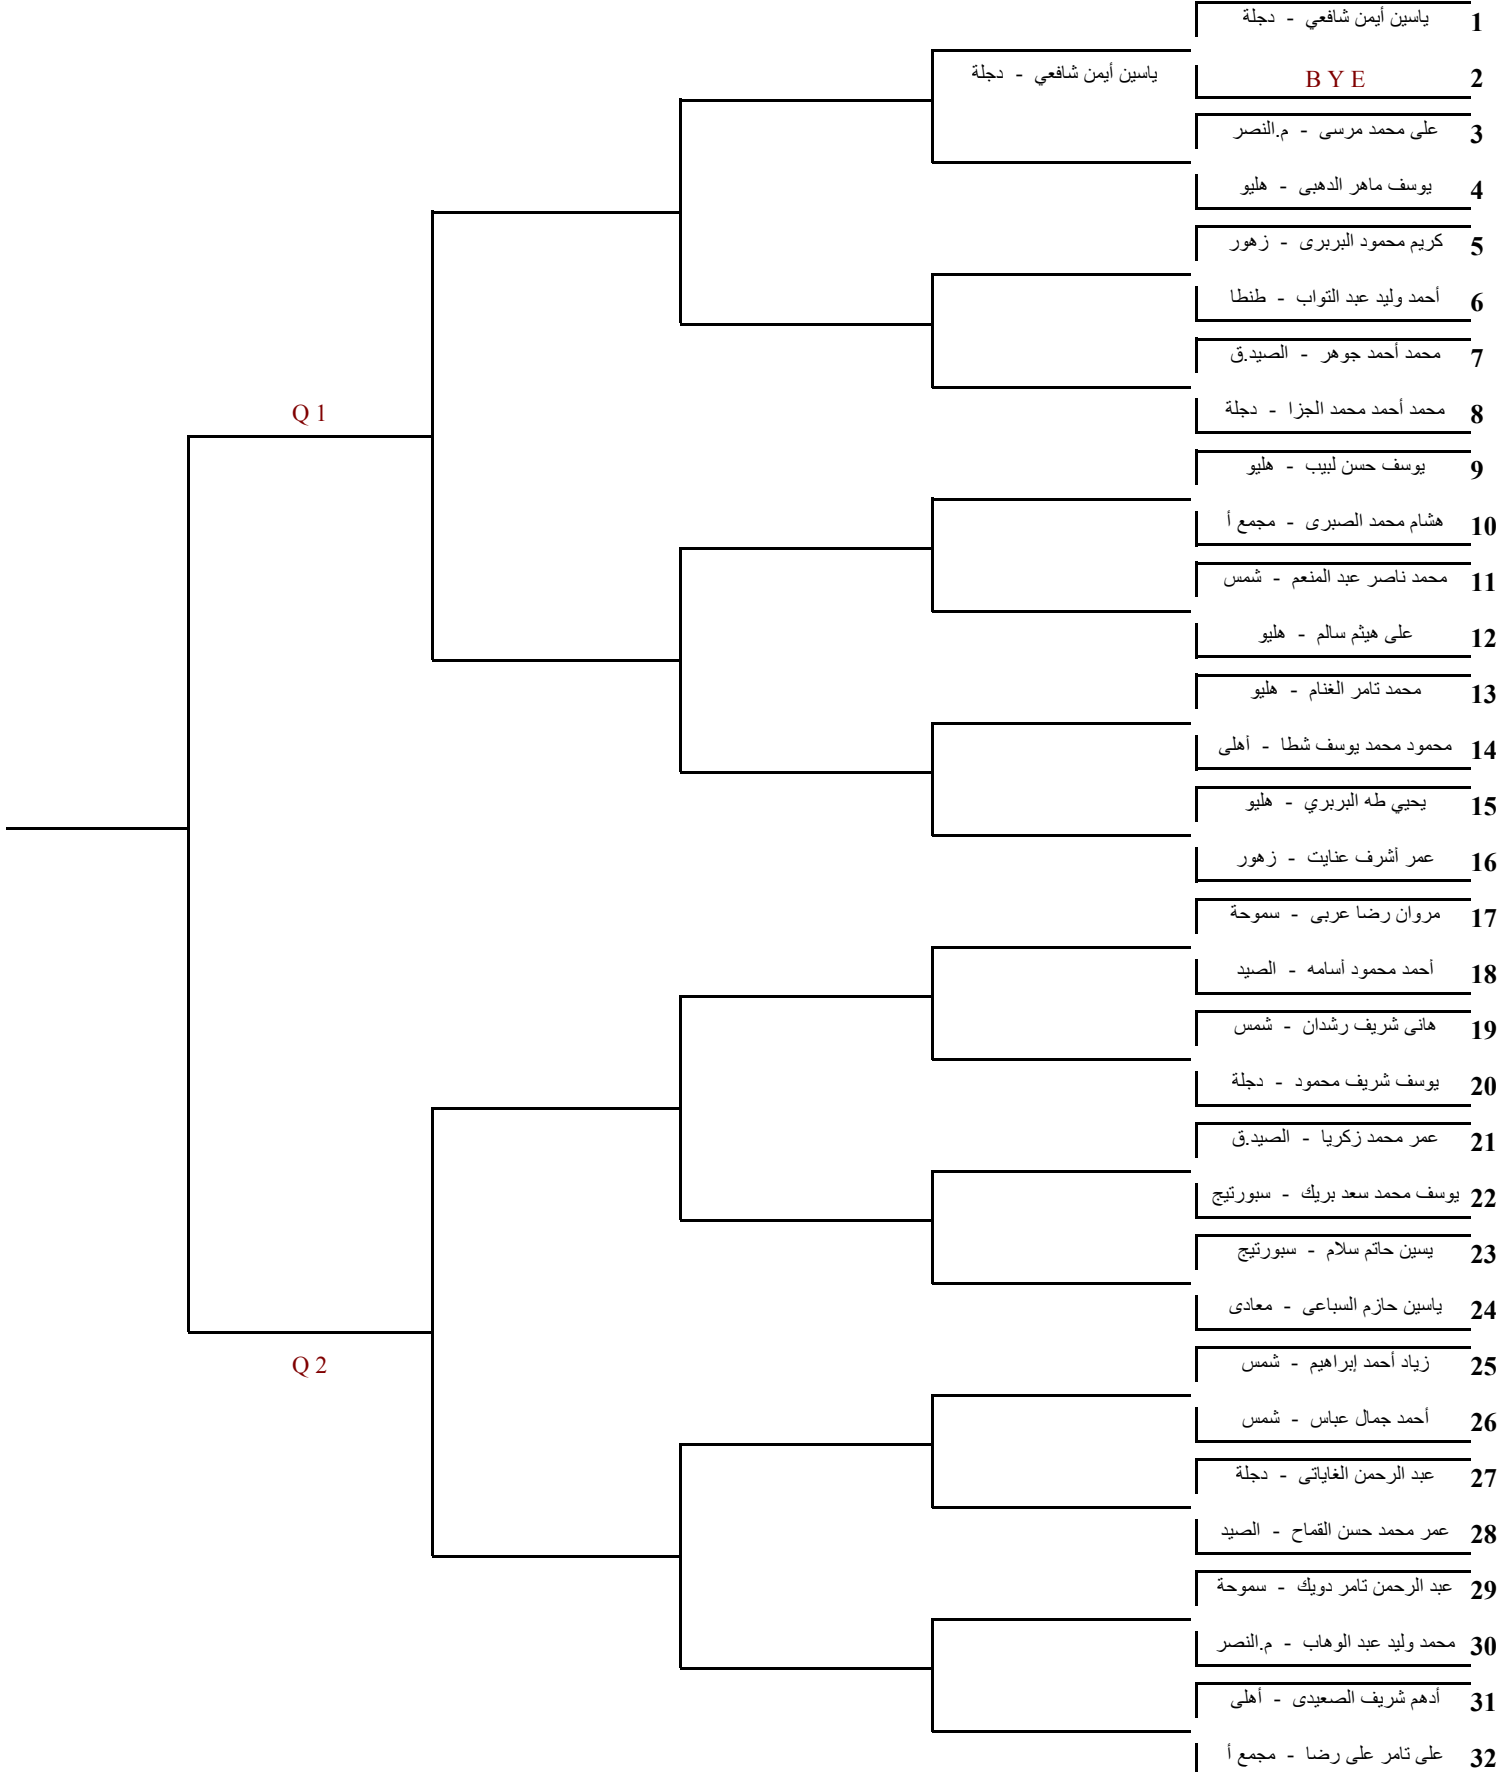 1 ياسين أيمن شافعي - دجلة
2 B Y E
ياسين أيمن شافعي - دجلة
3 على محمد مرسى - م.النصر
4 يوسف ماهر الدهبى - هليو
5 كريم محمود البربرى - زهور
6 أحمد وليد عبد التواب - طنطا
7 محمد أحمد جوهر - الصيد.ق
8 محمد أحمد محمد الجزا - دجلة
Q 1
9 يوسف حسن لبيب - هليو
10 هشام محمد الصبرى - مجمع أ
11 محمد ناصر عبد المنعم - شمس
12 على هيثم سالم - هليو
13 محمد تامر الغنام - هليو
14 محمود محمد يوسف شطا - أهلى
15 يحيي طه البربري - هليو
16 عمر أشرف عنايت - زهور
17 مروان رضا عربى - سموحة
18 أحمد محمود أسامه - الصيد
19 هانى شريف رشدان - شمس
20 يوسف شريف محمود - دجلة
21 عمر محمد زكريا - الصيد.ق
22 يوسف محمد سعد بريك - سبورتيج
23 يسين حاتم سلام - سبورتيج
24 ياسين حازم السباعى - معادى
25 زياد أحمد إبراهيم - شمس
Q 2
26 أحمد جمال عباس - شمس
27 عبد الرحمن الغاياتى - دجلة
28 عمر محمد حسن القماح - الصيد
29 عبد الرحمن تامر دويك - سموحة
30 محمد وليد عبد الوهاب - م.النصر
31 أدهم شريف الصعيدى - أهلى
32 على تامر على رضا - مجمع أ